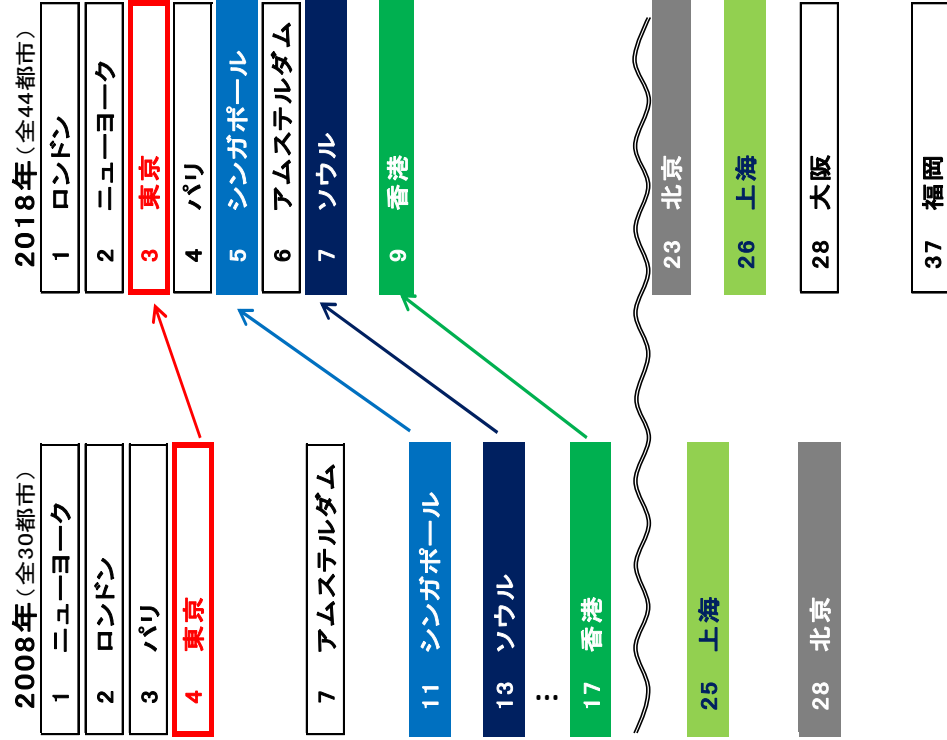 2008年(全30都市)
1 ニューヨーク
2 ロンドン
3 パリ
4 東京
7 アムステルダム
11 シンガポール
13 ソウル
…
17 香港
25 上海
28 北京
2018年(全44都市)
1 ロンドン
2 ニューヨーク
3 東京
4 パリ
5 シンガポール
6 アムステルダム
7 ソウル
9 香港
23 北京
26 上海
28 大阪
37 福岡